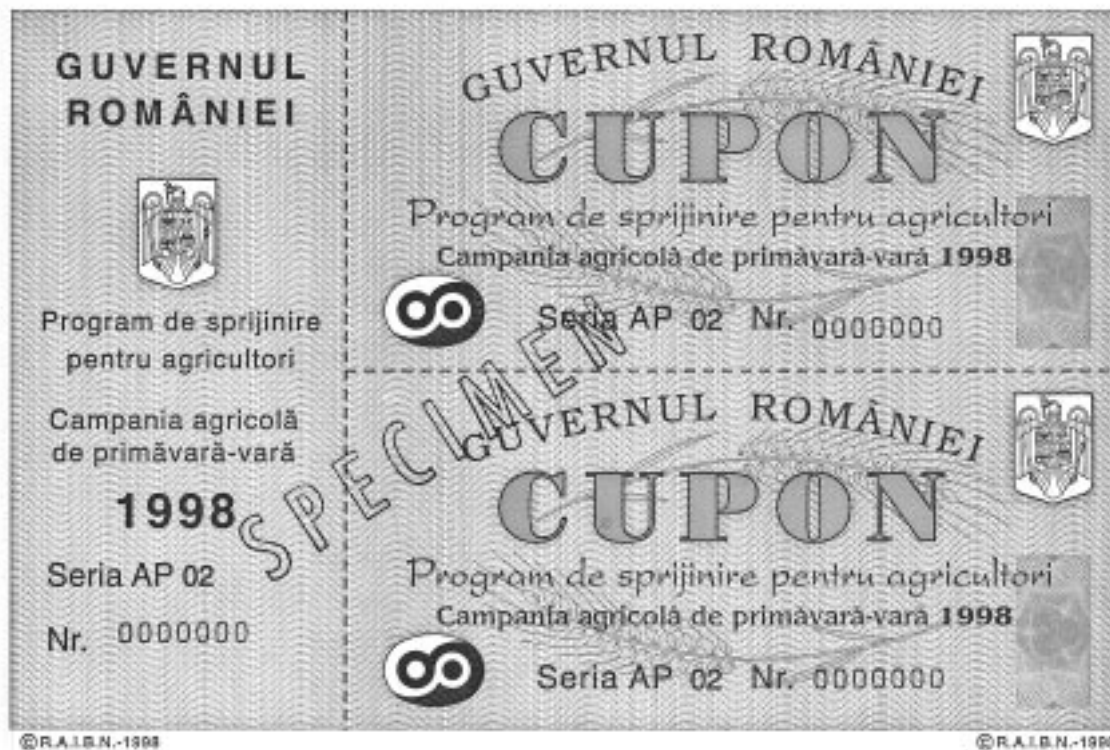 GUVERNUL
ROMÂNIEI
Program de sprijinire
pentru agricultori
Campania agricolă
de primăvară-vară
1998
Seria AP 02
Nr. 0000000
GUVERNUL ROMÂNIEI
CUPON
Program de sprijinire pentru agricultori
Campania agricolă de primăvară-vară 1998
Seria AP 02 Nr. 0000000
GUVERNUL ROMÂNIEI
CUPON
Program de sprijinire pentru agricultori
Campania agricolă de primăvară-vară 1998
Seria AP 02 Nr. 0000000
SPECIMEN
©R.A.I.B.N.-1998
©R.A.I.B.N.-1998